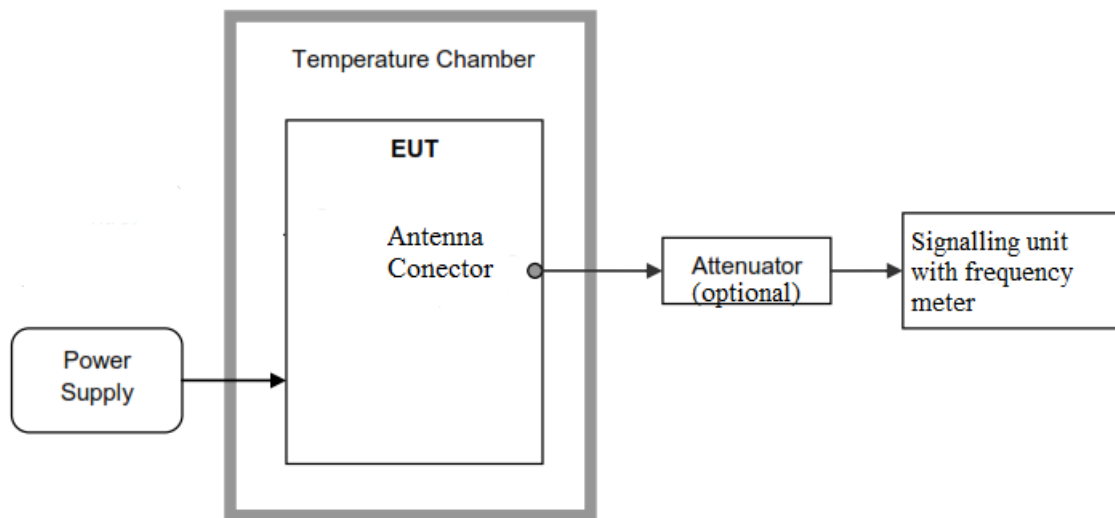 Temperature Chamber
EUT
Antenna
Conector
Attenuator
(optional)
Signalling unit
with frequency
meter
Power
Supply